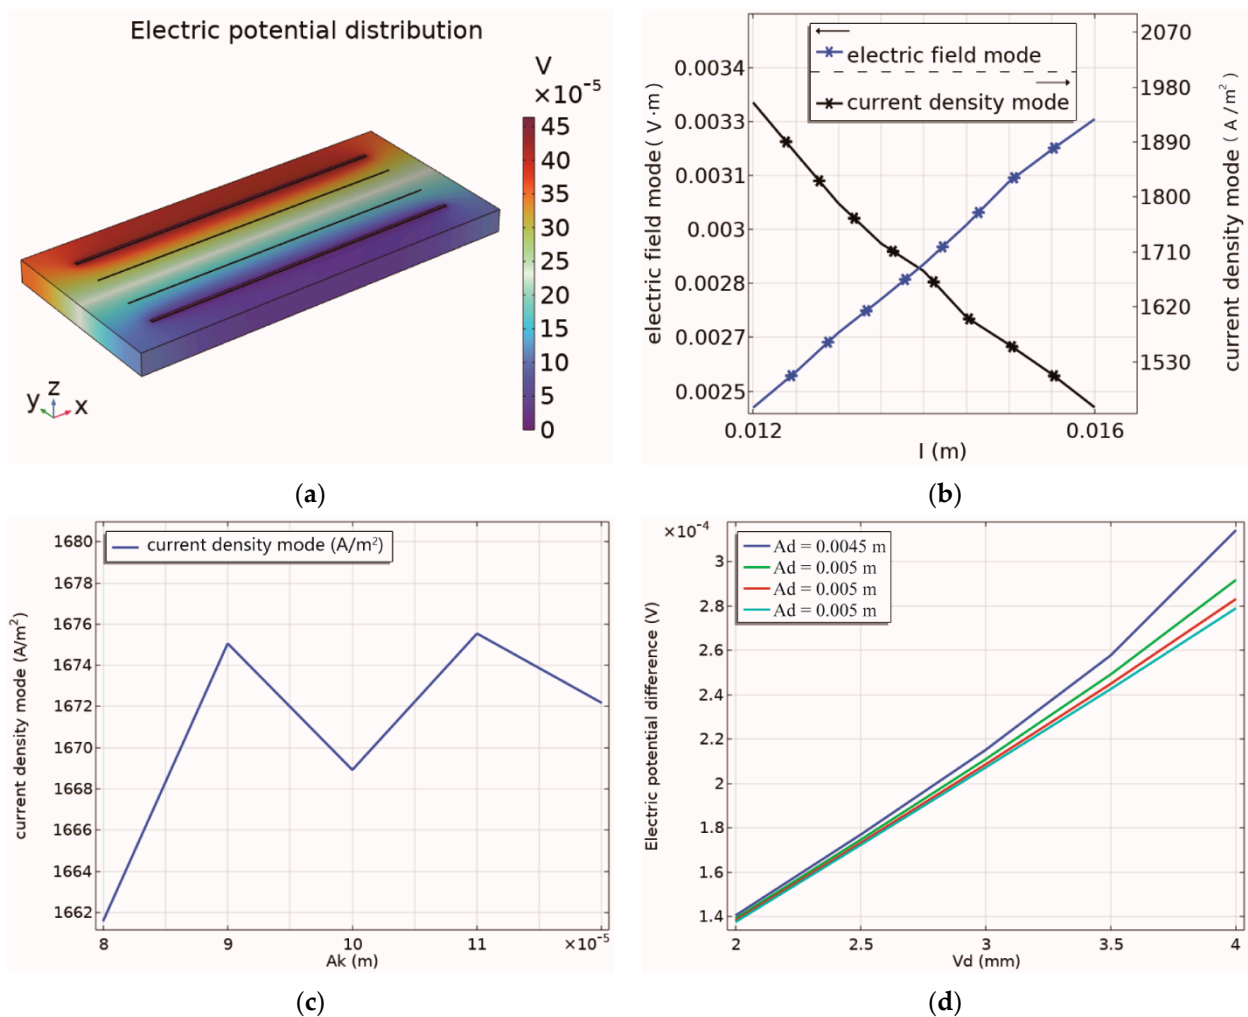 Electric potential distribution
V
×10⁻⁵
45
40
35
30
25
20
15
10
5
0
y z x
(a)
electric field mode
current density mode
electric field mode( V ·m)
0.0034
0.0033
0.0031
0.003
0.0028
0.0027
0.0025
2070
1980
1890
1800
1710
1620
1530
current density mode ( A/m²)
0.012 0.016
l (m)
(b)
current density mode (A/m²)
current density mode (A/m²)
1680
1678
1676
1674
1672
1670
1668
1666
1664
1662
8 9 10 11 ×10⁻⁵
Ak (m)
(c)
×10⁻⁴
Ad = 0.0045 m
Ad = 0.005 m
Ad = 0.005 m
Ad = 0.005 m
Electric potential difference (V)
3
2.8
2.6
2.4
2.2
2
1.8
1.6
1.4
2 2.5 3 3.5 4
Vd (mm)
(d)